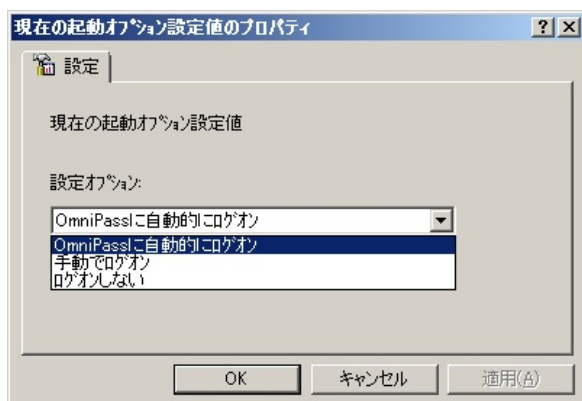 現在の起動オプション設定値のプロパティ
設定
現在の起動オプション設定値
設定オプション:
OmniPassに自動的にログオン
OmniPassに自動的にログオン
手動でログオン
ログオンしない
OK
キャンセル
適用(A)